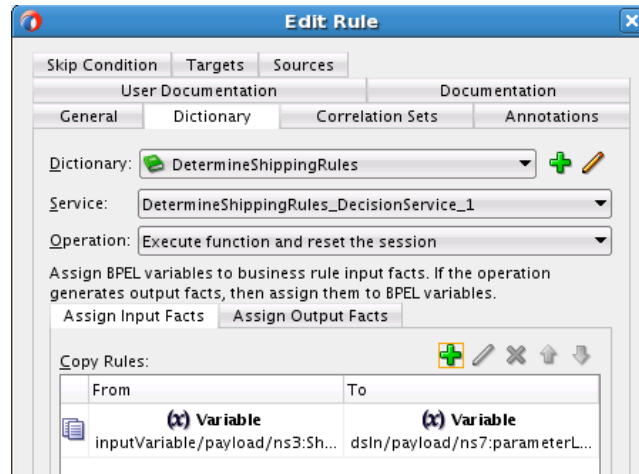 Edit Rule
Skip Condition Targets Sources
User Documentation Documentation
General Dictionary Correlation Sets Annotations
Dictionary: DetermineShippingRules
Service: DetermineShippingRules_DecisionService_1
Operation: Execute function and reset the session
Assign BPEL variables to business rule input facts. If the operation
generates output facts, then assign them to BPEL variables.
Assign Input Facts Assign Output Facts
Copy Rules:
From To
(x) Variable (x) Variable
inputVariable/payload/ns3:Sh... dsIn/payload/ns7:parameterL...